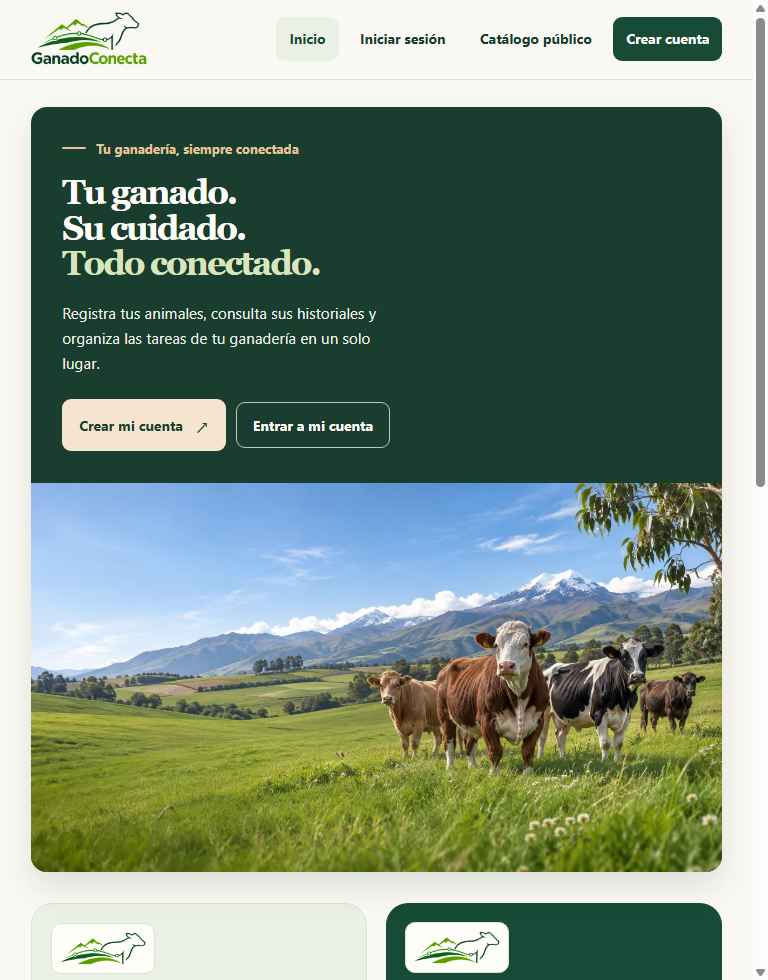 GanadoConecta
Inicio
Iniciar sesión
Catálogo público
Crear cuenta
Tu ganadería, siempre conectada
Tu ganado.
Su cuidado.
Todo conectado.
Registra tus animales, consulta sus historiales y
organiza las tareas de tu ganadería en un solo
lugar.
Crear mi cuenta ↗
Entrar a mi cuenta